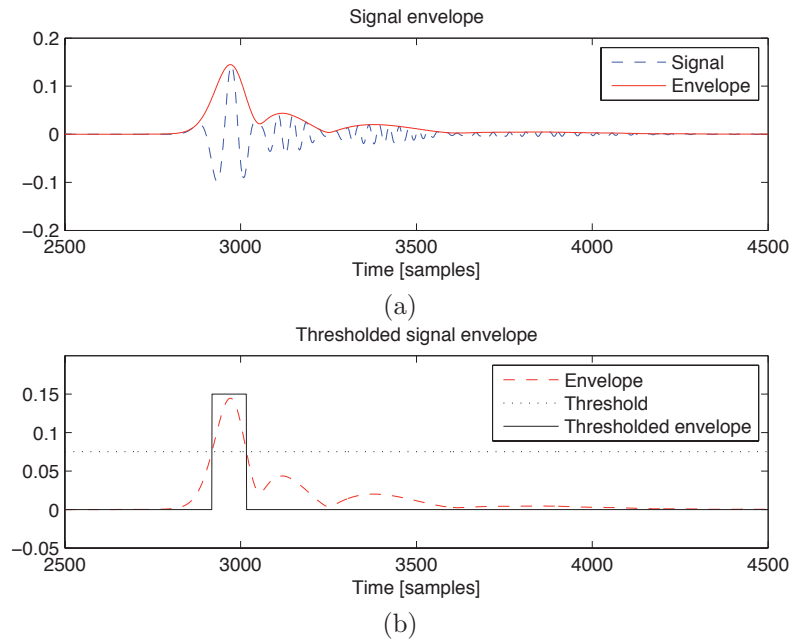 Signal envelope
0.2
0.1
0
−0.1
−0.2
Signal
Envelope
2500 3000 3500 4000 4500
Time [samples]
(a)
Thresholded signal envelope
0.15
0.1
0.05
0
−0.05
Envelope
Threshold
Thresholded envelope
2500 3000 3500 4000 4500
Time [samples]
(b)